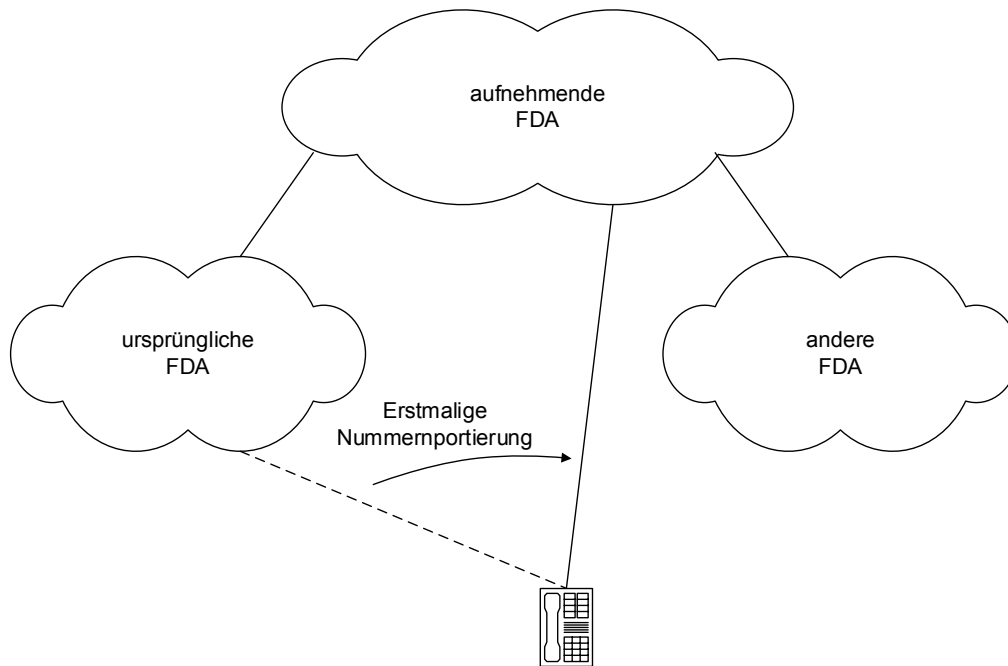 aufnehmende
FDA
ursprüngliche
FDA
andere
FDA
Erstmalige
Nummernportierung